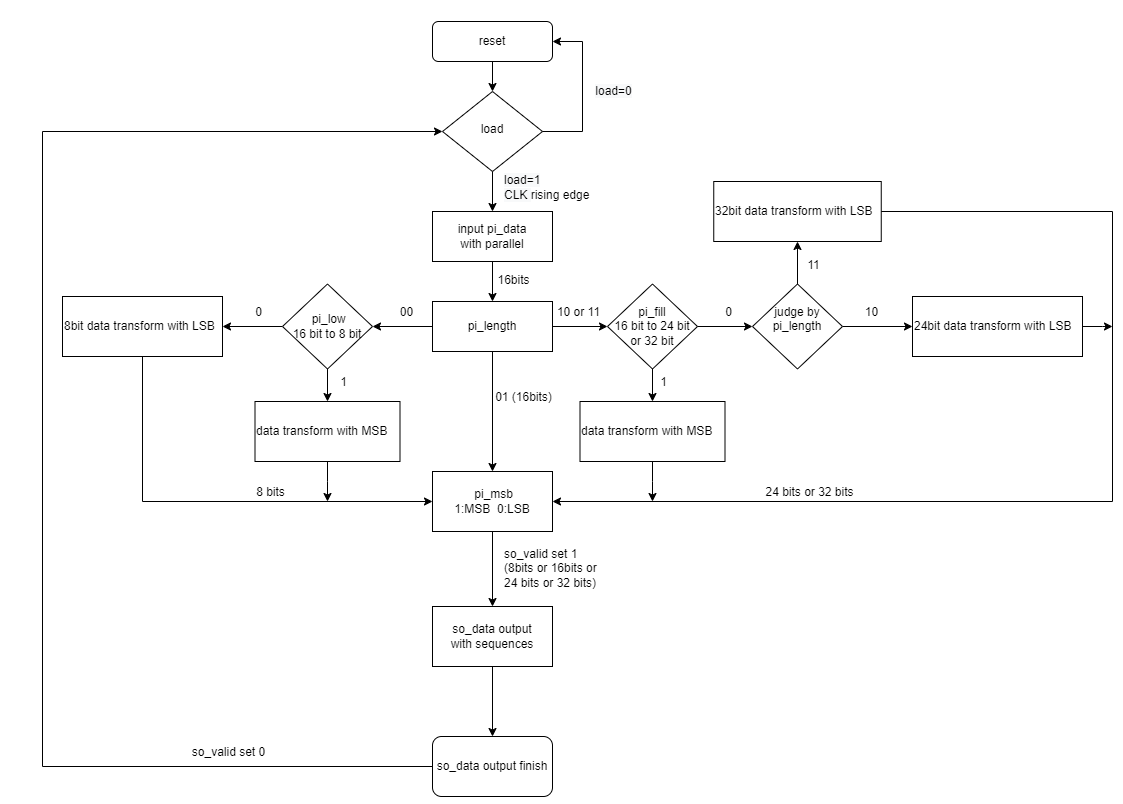 reset
load=0
load
load=1
CLK rising edge
32bit data transform with LSB
input pi_data
with parallel
11
16bits
8bit data transform with LSB
0
pi_low
16 bit to 8 bit
00
pi_length
10 or 11
pi_fill
16 bit to 24 bit
or 32 bit
0
judge by
pi_length
10
24bit data transform with LSB
1
1
01 (16bits)
data transform with MSB
data transform with MSB
8 bits
pi_msb
1:MSB 0:LSB
24 bits or 32 bits
so_valid set 1
(8bits or 16bits or
24 bits or 32 bits)
so_data output
with sequences
so_valid set 0
so_data output finish